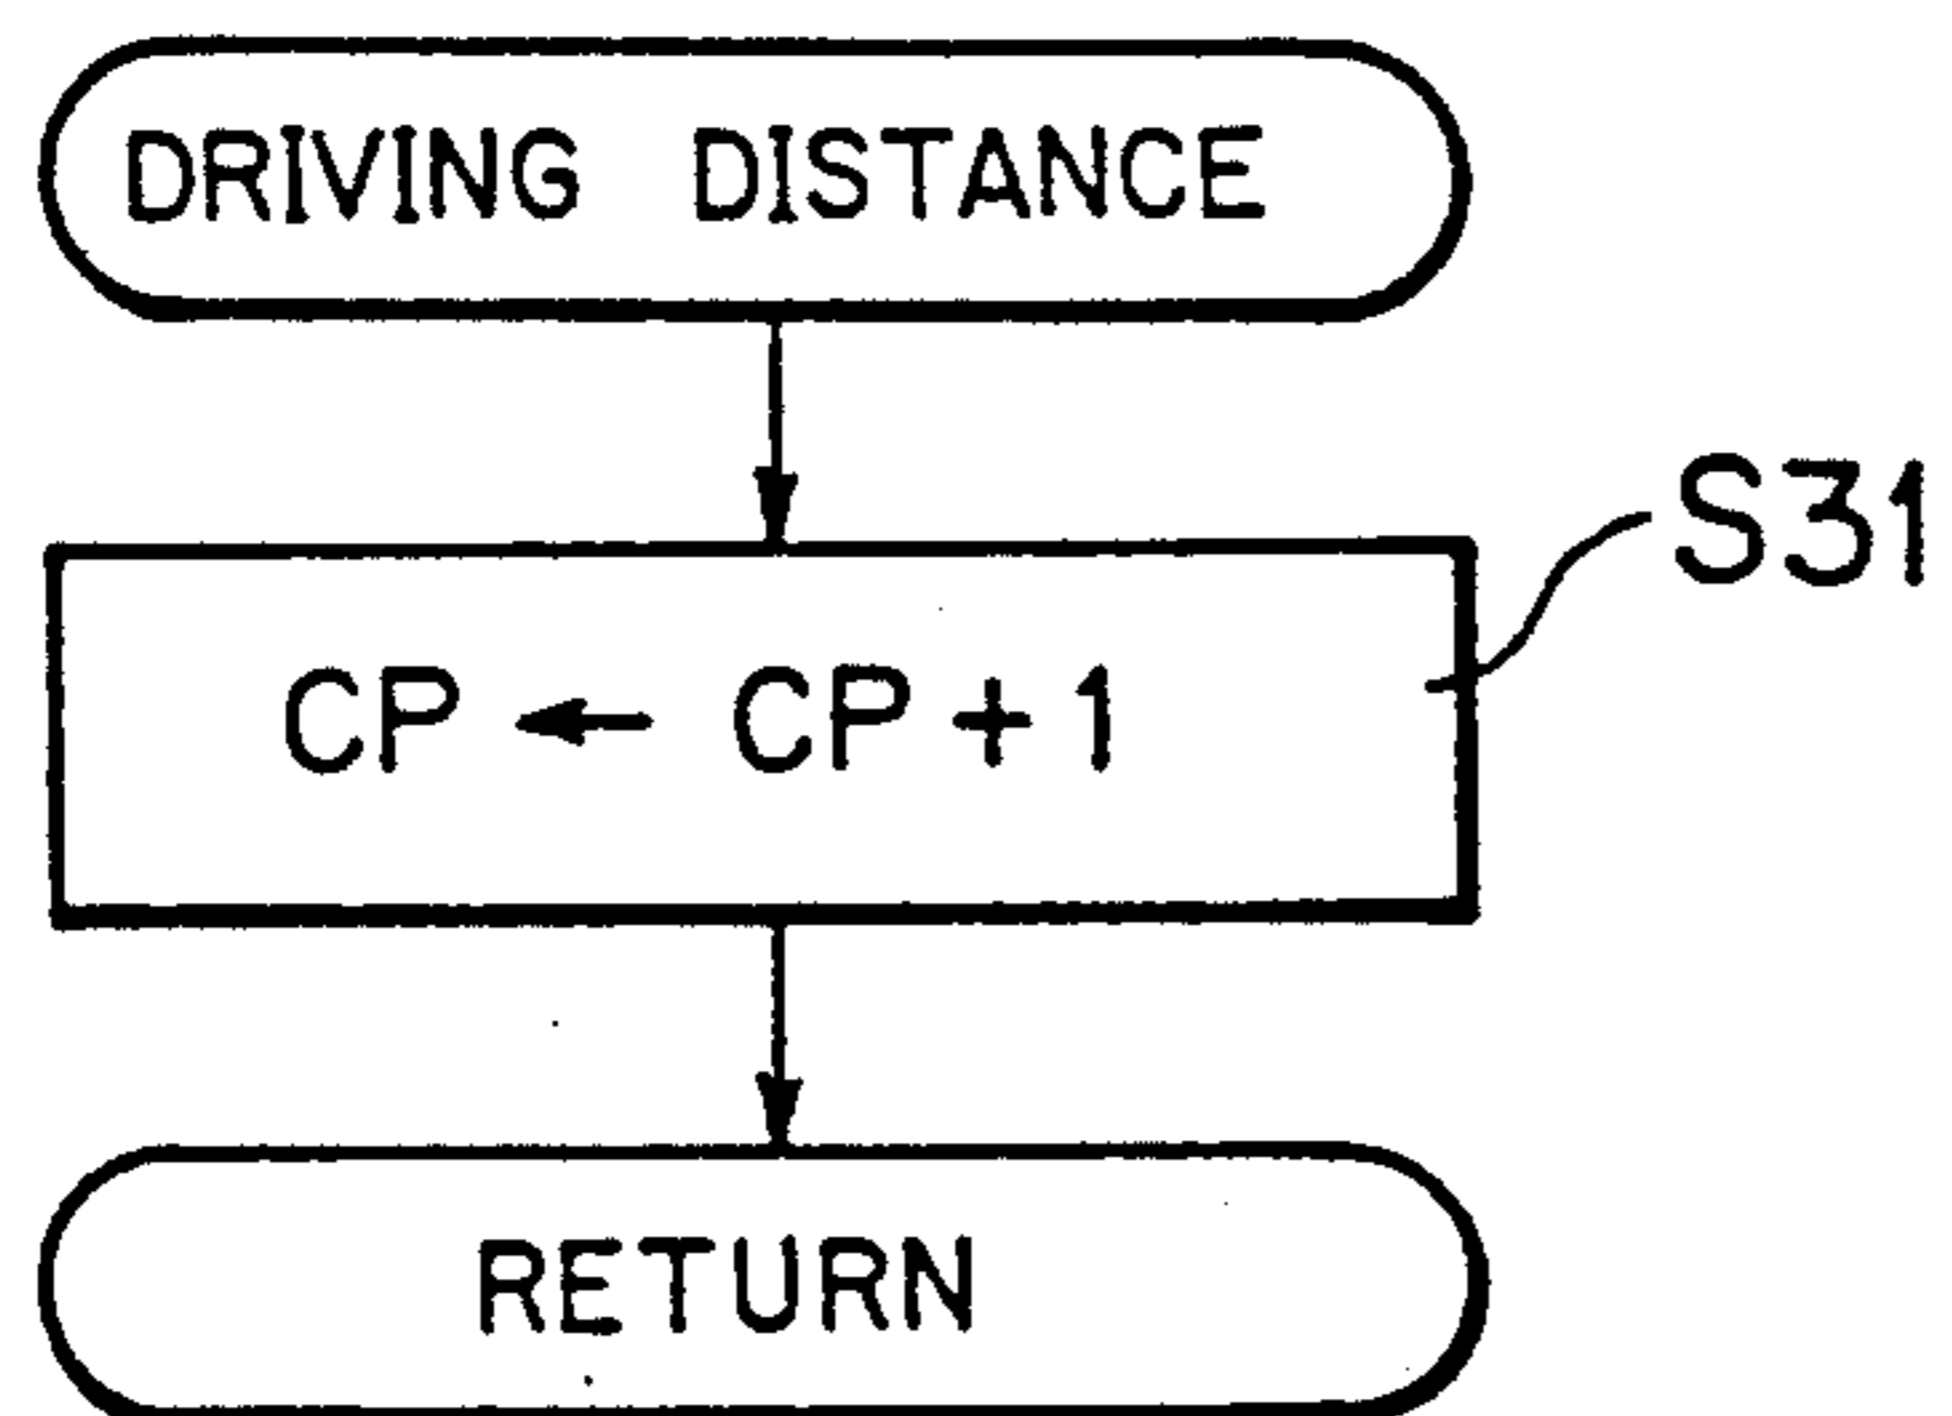 DRIVING DISTANCE
S31
CP ← CP + 1
RETURN